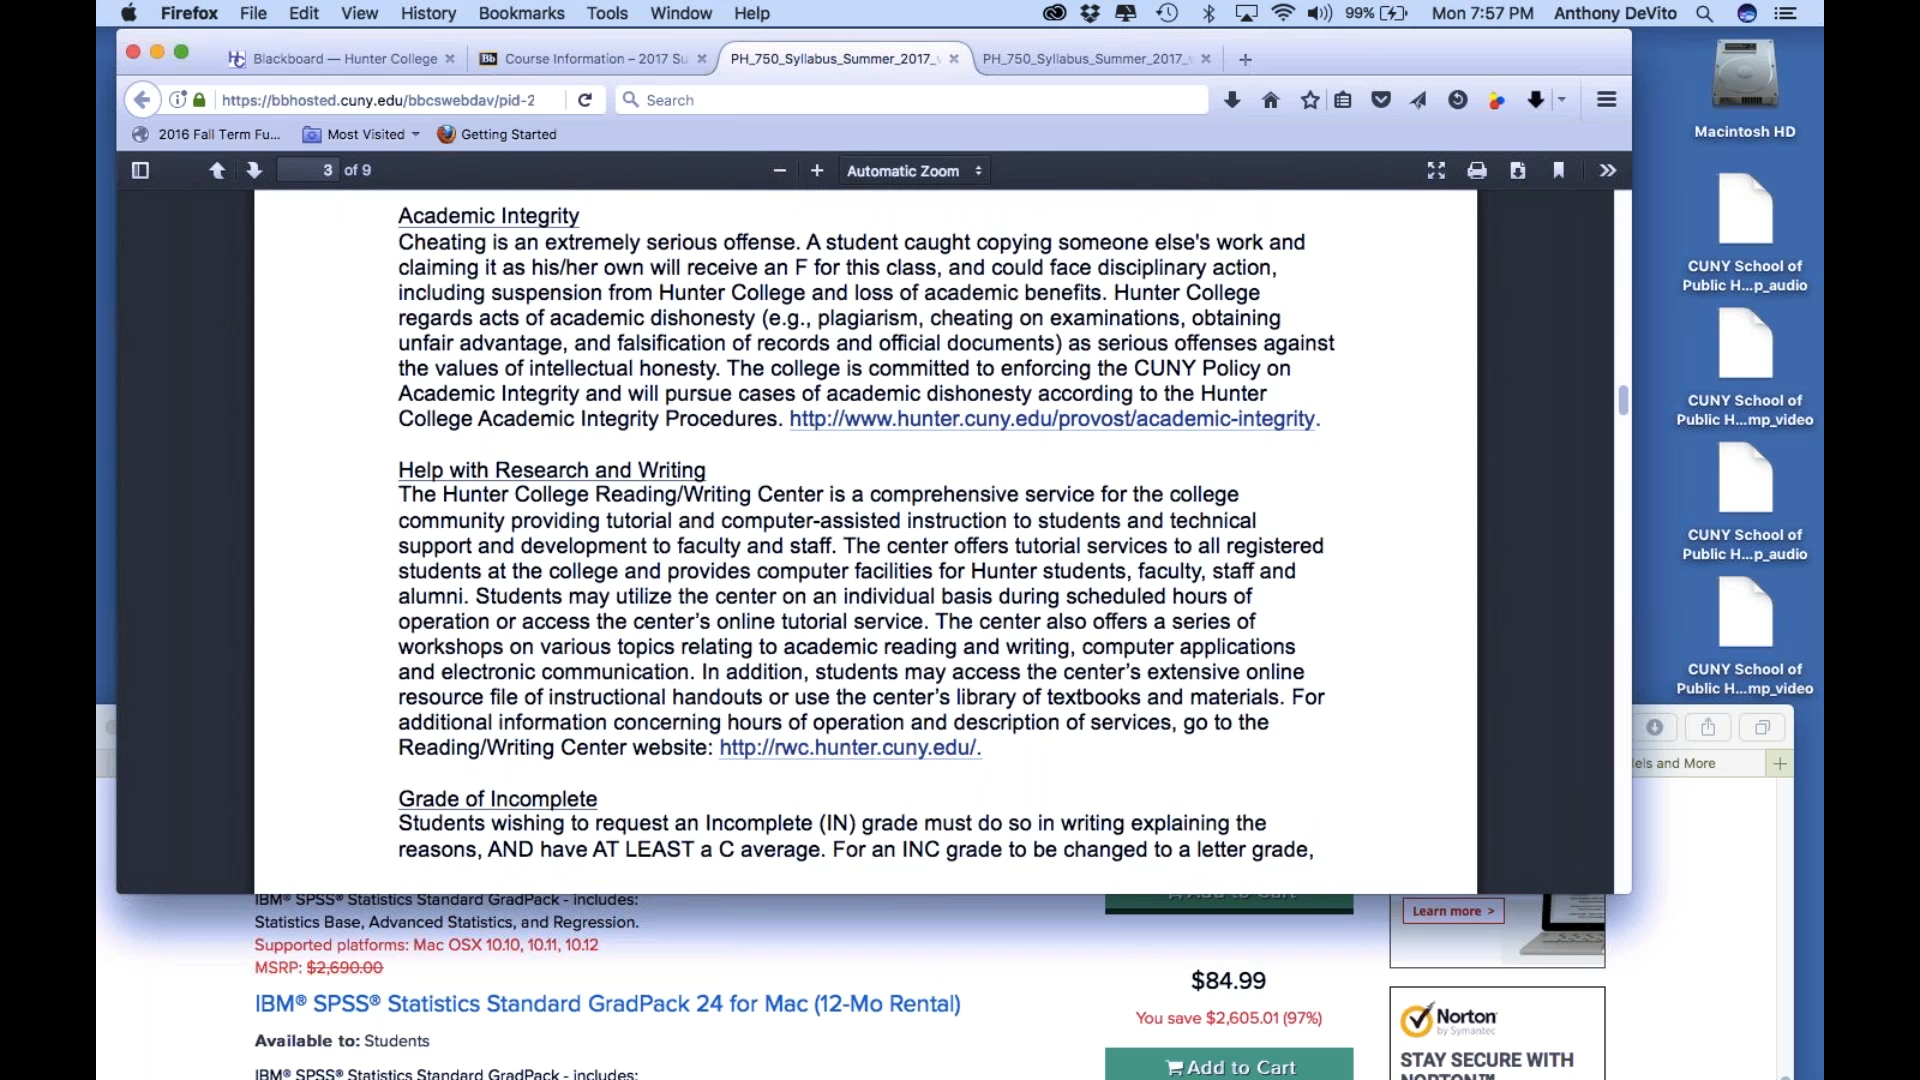 Firefox File Edit View History Bookmarks Tools Window Help 99% Mon 7:57 PM Anthony DeVito
Blackboard — Hunter College
Course Information – 2017 Su
PH_750_Syllabus_Summer_2017_
PH_750_Syllabus_Summer_2017_
https://bbhosted.cuny.edu/bbcswebdav/pid-2
Search
2016 Fall Term Fu... Most Visited Getting Started
3 of 9 Automatic Zoom
Academic Integrity
Cheating is an extremely serious offense. A student caught copying someone else's work and
claiming it as his/her own will receive an F for this class, and could face disciplinary action,
including suspension from Hunter College and loss of academic benefits. Hunter College
regards acts of academic dishonesty (e.g., plagiarism, cheating on examinations, obtaining
unfair advantage, and falsification of records and official documents) as serious offenses against
the values of intellectual honesty. The college is committed to enforcing the CUNY Policy on
Academic Integrity and will pursue cases of academic dishonesty according to the Hunter
College Academic Integrity Procedures. http://www.hunter.cuny.edu/provost/academic-integrity.
Help with Research and Writing
The Hunter College Reading/Writing Center is a comprehensive service for the college
community providing tutorial and computer-assisted instruction to students and technical
support and development to faculty and staff. The center offers tutorial services to all registered
students at the college and provides computer facilities for Hunter students, faculty, staff and
alumni. Students may utilize the center on an individual basis during scheduled hours of
operation or access the center's online tutorial service. The center also offers a series of
workshops on various topics relating to academic reading and writing, computer applications
and electronic communication. In addition, students may access the center's extensive online
resource file of instructional handouts or use the center's library of textbooks and materials. For
additional information concerning hours of operation and description of services, go to the
Reading/Writing Center website: http://rwc.hunter.cuny.edu/.
Grade of Incomplete
Students wishing to request an Incomplete (IN) grade must do so in writing explaining the
reasons, AND have AT LEAST a C average. For an INC grade to be changed to a letter grade,
Macintosh HD
CUNY School of
Public H...p_audio
CUNY School of
Public H...mp_video
CUNY School of
Public H...p_audio
CUNY School of
Public H...mp_video
els and More
IBM® SPSS® Statistics Standard GradPack - includes:
Statistics Base, Advanced Statistics, and Regression.
Supported platforms: Mac OSX 10.10, 10.11, 10.12
MSRP: $2,690.00
IBM® SPSS® Statistics Standard GradPack 24 for Mac (12-Mo Rental)
Available to: Students
IBM® SPSS® Statistics Standard GradPack - includes:
Add to Cart
$84.99
You save $2,605.01 (97%)
Add to Cart
Learn more >
Norton
by Symantec
STAY SECURE WITH
NORTON™